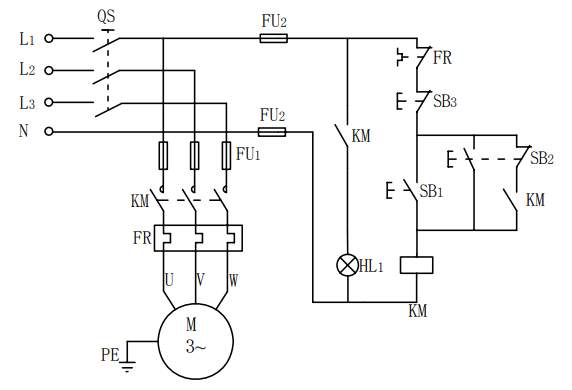 QS
L1
FU2
L2
FR
L3
SB3
FU2
N
KM
FU1
SB2
KM
SB1
KM
FR
HL1
U
V
W
KM
M
3~
PE